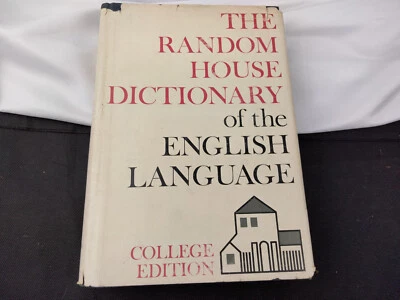 THE
RANDOM
HOUSE
DICTIONARY
of the
ENGLISH
LANGUAGE
COLLEGE
EDITION